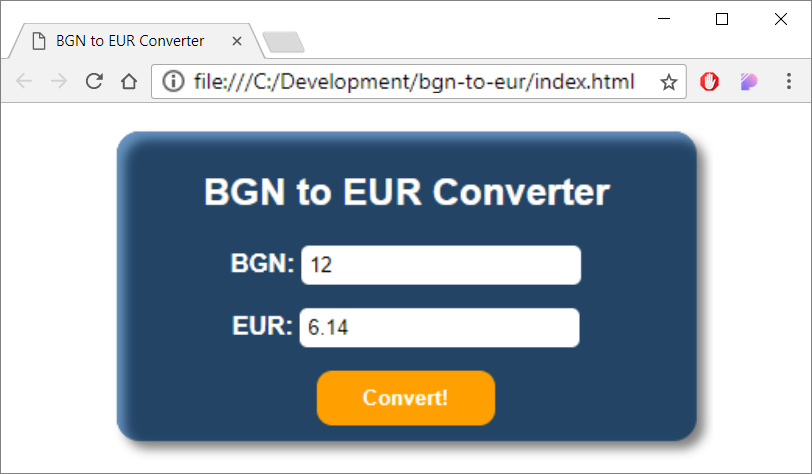 BGN to EUR Converter
file:///C:/Development/bgn-to-eur/index.html
BGN to EUR Converter
BGN: 12
EUR: 6.14
Convert!